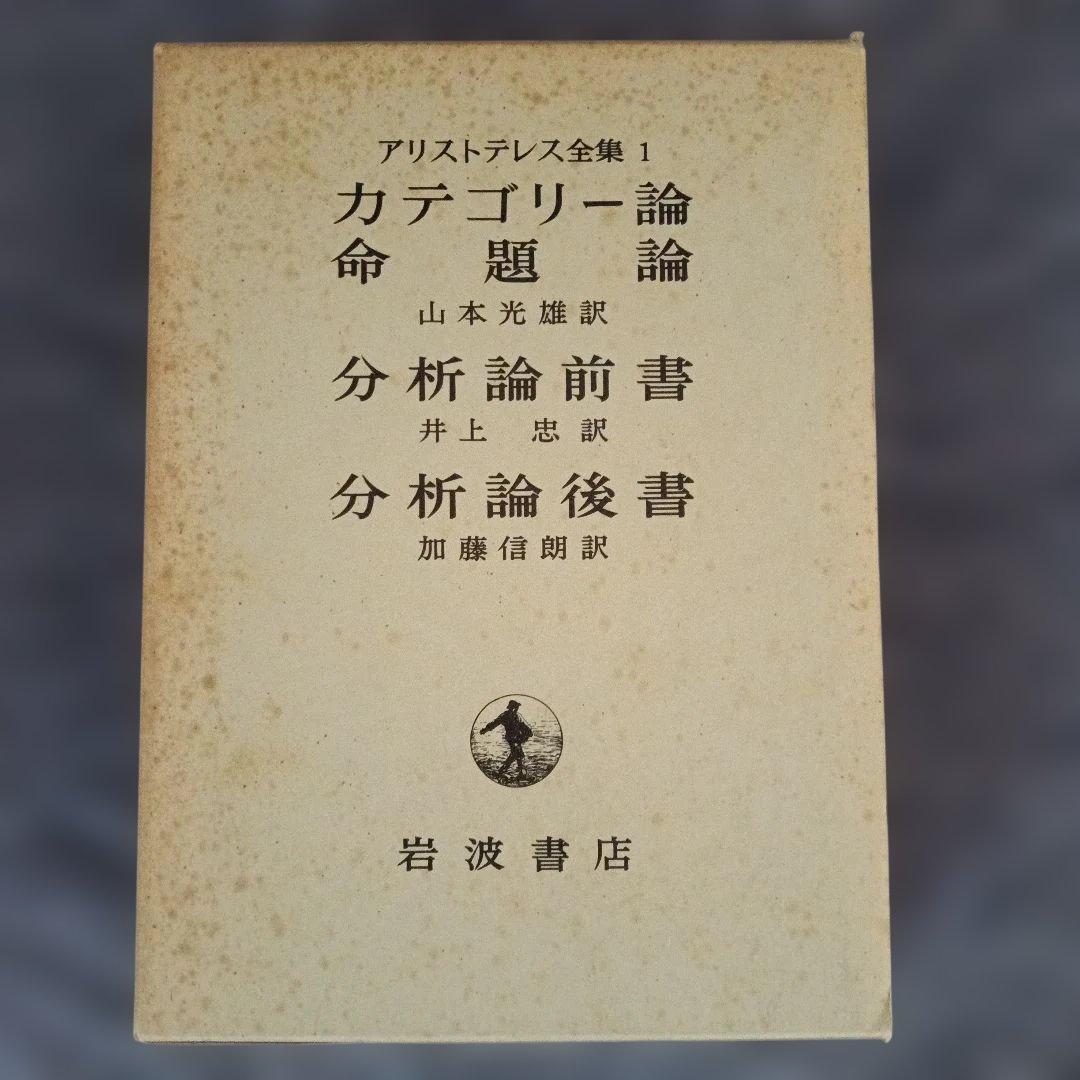 アリストテレス全集 1
カテゴリー論
命題論
山本光雄訳
分析論前書
井上 忠訳
分析論後書
加藤信朗訳
岩波書店